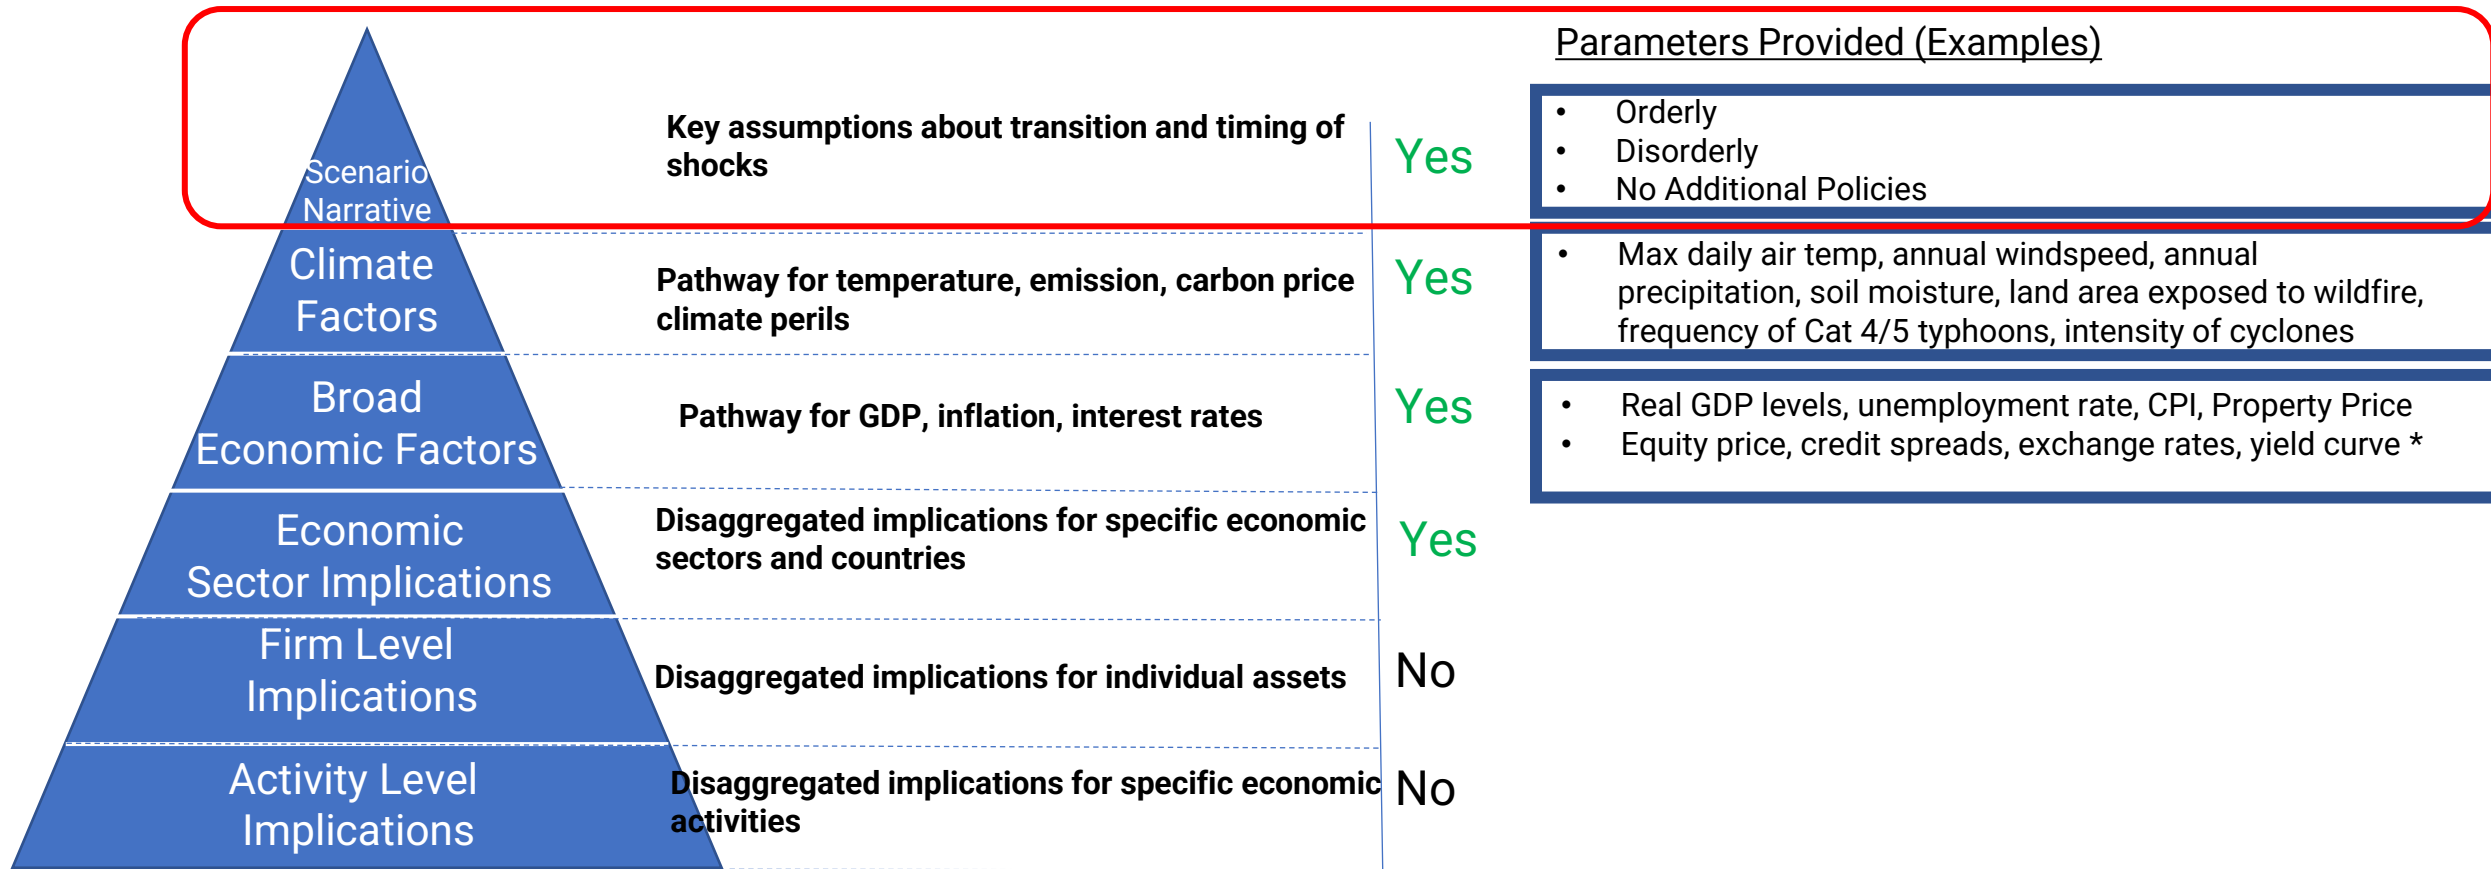 Parameters Provided (Examples)
Scenario
Narrative
Key assumptions about transition and timing of
shocks
Yes
• Orderly
• Disorderly
• No Additional Policies
Climate
Factors
Pathway for temperature, emission, carbon price
climate perils
Yes
• Max daily air temp, annual windspeed, annual
precipitation, soil moisture, land area exposed to wildfire,
frequency of Cat 4/5 typhoons, intensity of cyclones
Broad
Economic Factors
Pathway for GDP, inflation, interest rates
Yes
• Real GDP levels, unemployment rate, CPI, Property Price
• Equity price, credit spreads, exchange rates, yield curve *
Economic
Sector Implications
Disaggregated implications for specific economic
sectors and countries
Yes
Firm Level
Implications
Disaggregated implications for individual assets
No
Activity Level
Implications
Disaggregated implications for specific economic
activities
No